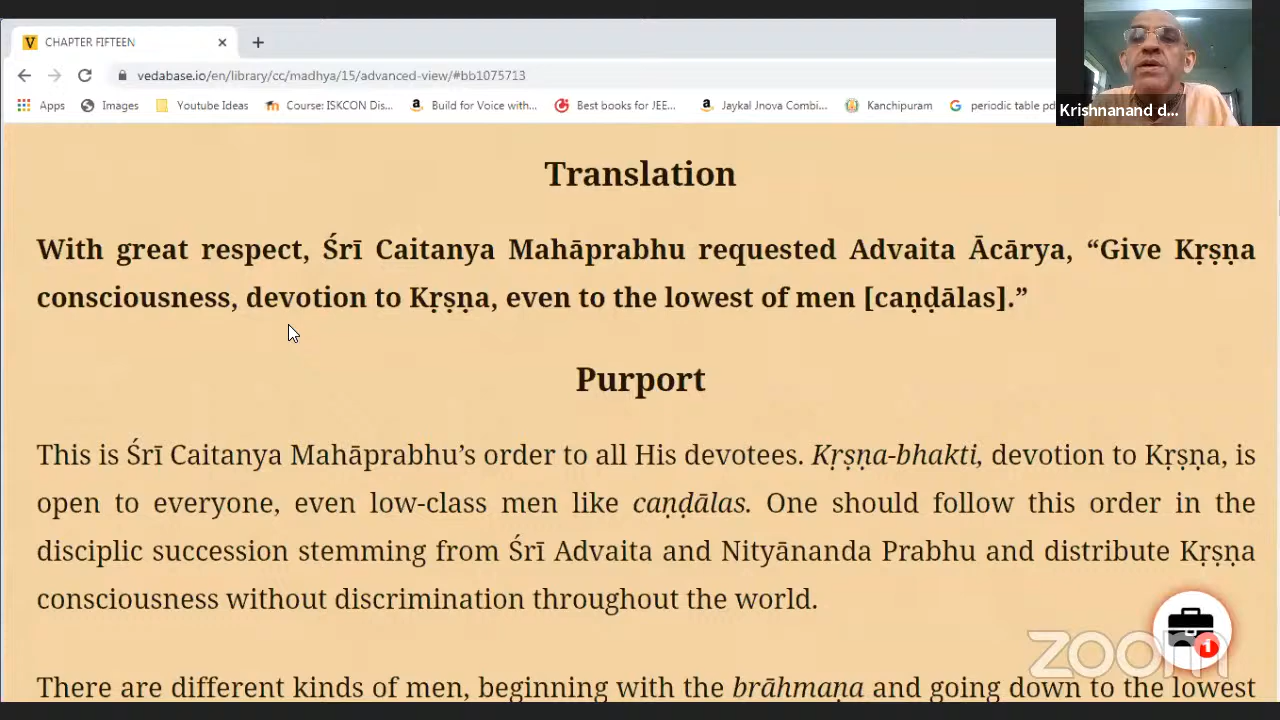 CHAPTER FIFTEEN
vedabase.io/en/library/cc/madhya/15/advanced-view/#bb1075713
Apps Images Youtube Ideas Course: ISKCON Dis... Build for Voice with... Best books for JEE... Jaykal Jnova Combi... Kanchipuram periodic table pd
Krishnanand d...
Translation
With great respect, Śrī Caitanya Mahāprabhu requested Advaita Ācārya, “Give Kṛṣṇa
consciousness, devotion to Kṛṣṇa, even to the lowest of men [caṇḍālas].”
Purport
This is Śrī Caitanya Mahāprabhu’s order to all His devotees. Kṛṣṇa-bhakti, devotion to Kṛṣṇa, is
open to everyone, even low-class men like caṇḍālas. One should follow this order in the
disciplic succession stemming from Śrī Advaita and Nityānanda Prabhu and distribute Kṛṣṇa
consciousness without discrimination throughout the world.
1
zoom
There are different kinds of men, beginning with the brāhmaṇa and going down to the lowest